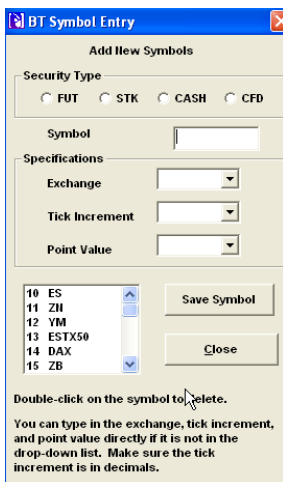 BT Symbol Entry
Add New Symbols
Security Type
FUT STK CASH CFD
Symbol
Specifications
Exchange
Tick Increment
Point Value
10 ES
11 ZN
12 YM
13 ESTX50
14 DAX
15 ZB
Save Symbol
Close
Double-click on the symbol to delete.
You can type in the exchange, tick increment,
and point value directly if it is not in the
drop-down list. Make sure the tick
increment is in decimals.